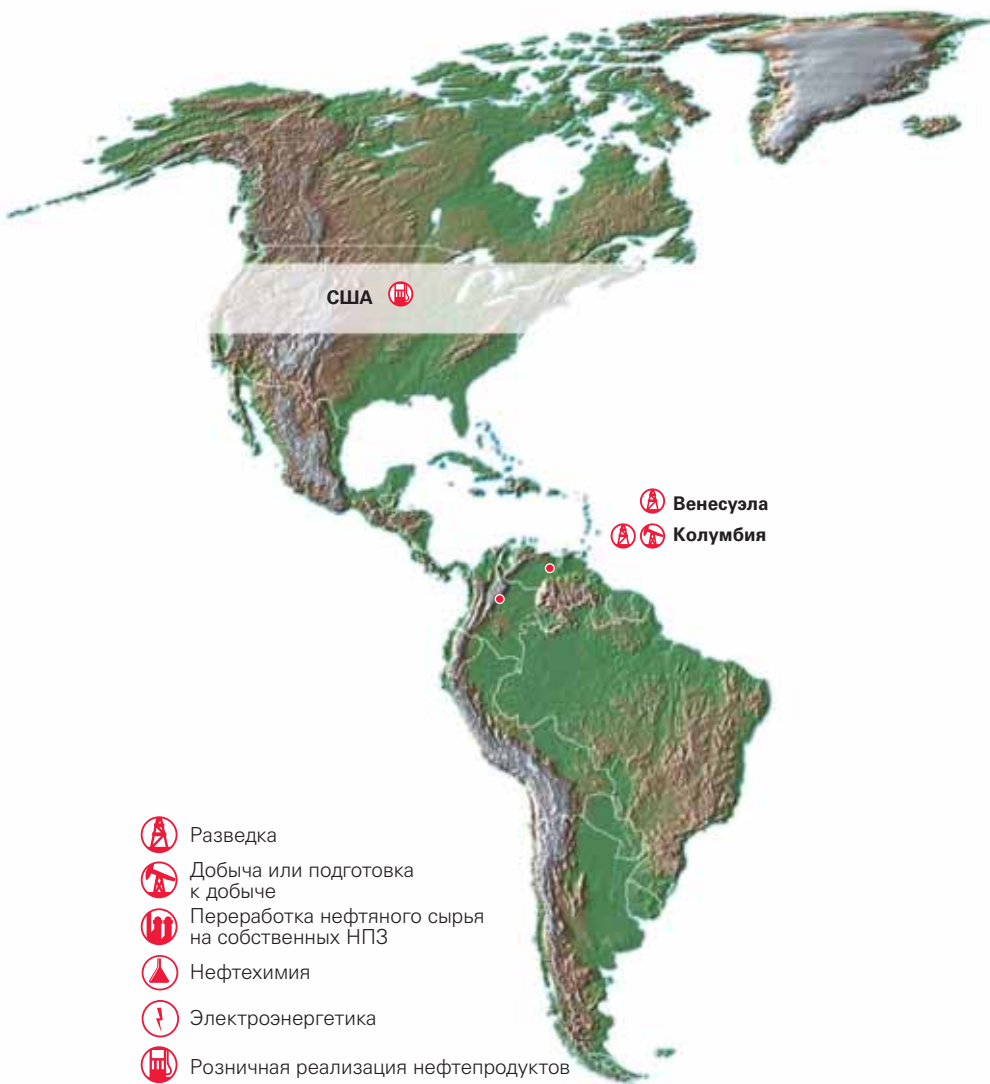 США
Венесуэла
Колумбия
Разведка
Добыча или подготовка
к добыче
Переработка нефтяного сырья
на собственных НПЗ
Нефтехимия
Электроэнергетика
Розничная реализация нефтепродуктов